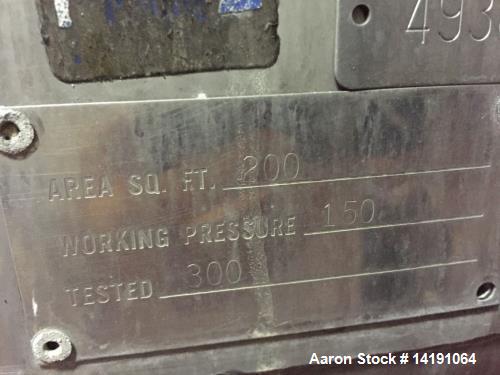 AREA SQ. FT. 200
WORKING PRESSURE 150
TESTED 300
Aaron Stock # 14191064